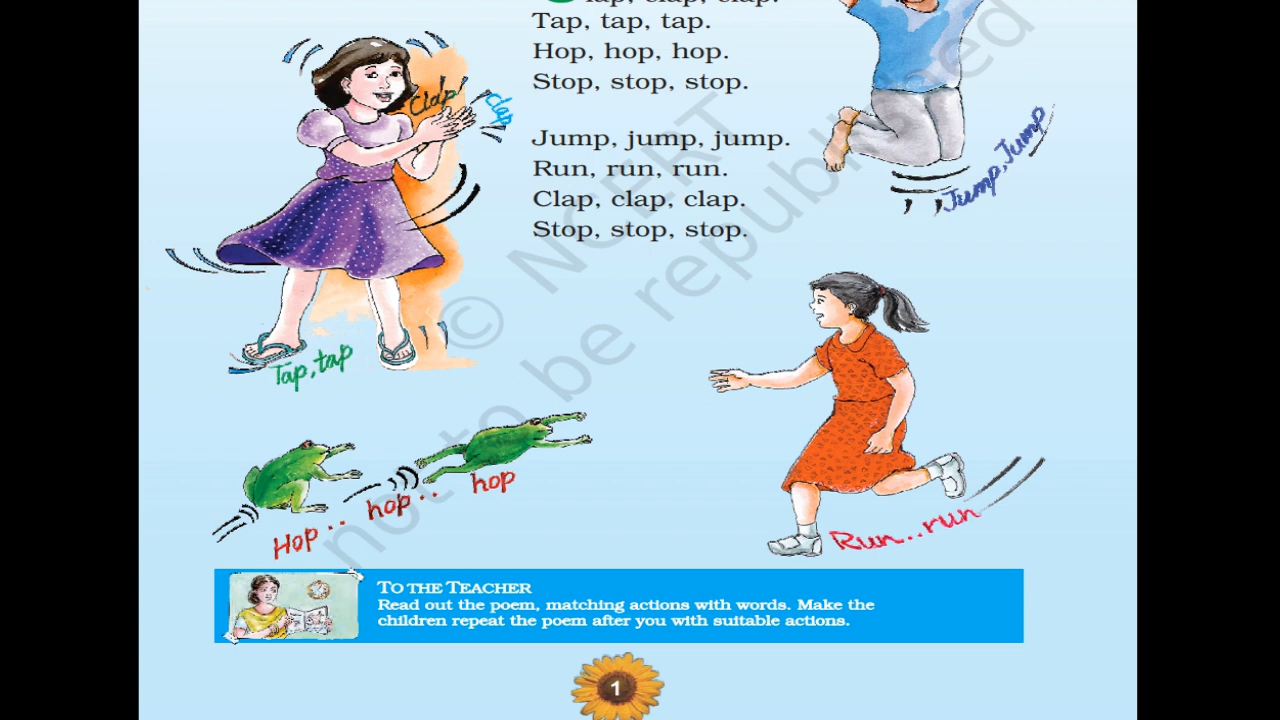 clap, clap.
Tap, tap, tap.
Hop, hop, hop.
Stop, stop, stop.
Jump, jump, jump.
Run, run, run.
Clap, clap, clap.
Stop, stop, stop.
Clap
clap
Jump, Jump
Tap, tap
Hop.. hop.. hop
Run..run
© NCERT
not to be republished
TO THE TEACHER
Read out the poem, matching actions with words. Make the
children repeat the poem after you with suitable actions.
1